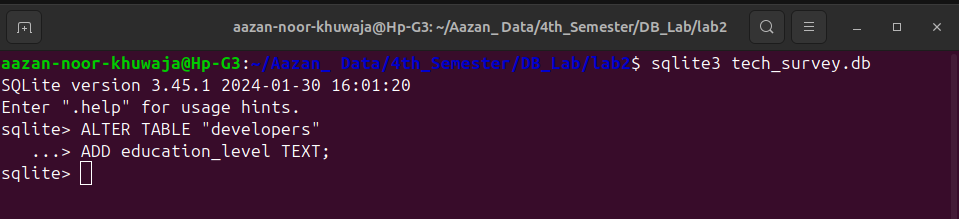 aazan-noor-khuwaja@Hp-G3: ~/Aazan_ Data/4th_Semester/DB_Lab/lab2
aazan-noor-khuwaja@Hp-G3:~/Aazan_ Data/4th_Semester/DB_Lab/lab2$ sqlite3 tech_survey.db
SQLite version 3.45.1 2024-01-30 16:01:20
Enter ".help" for usage hints.
sqlite> ALTER TABLE "developers"
   ...> ADD education_level TEXT;
sqlite>